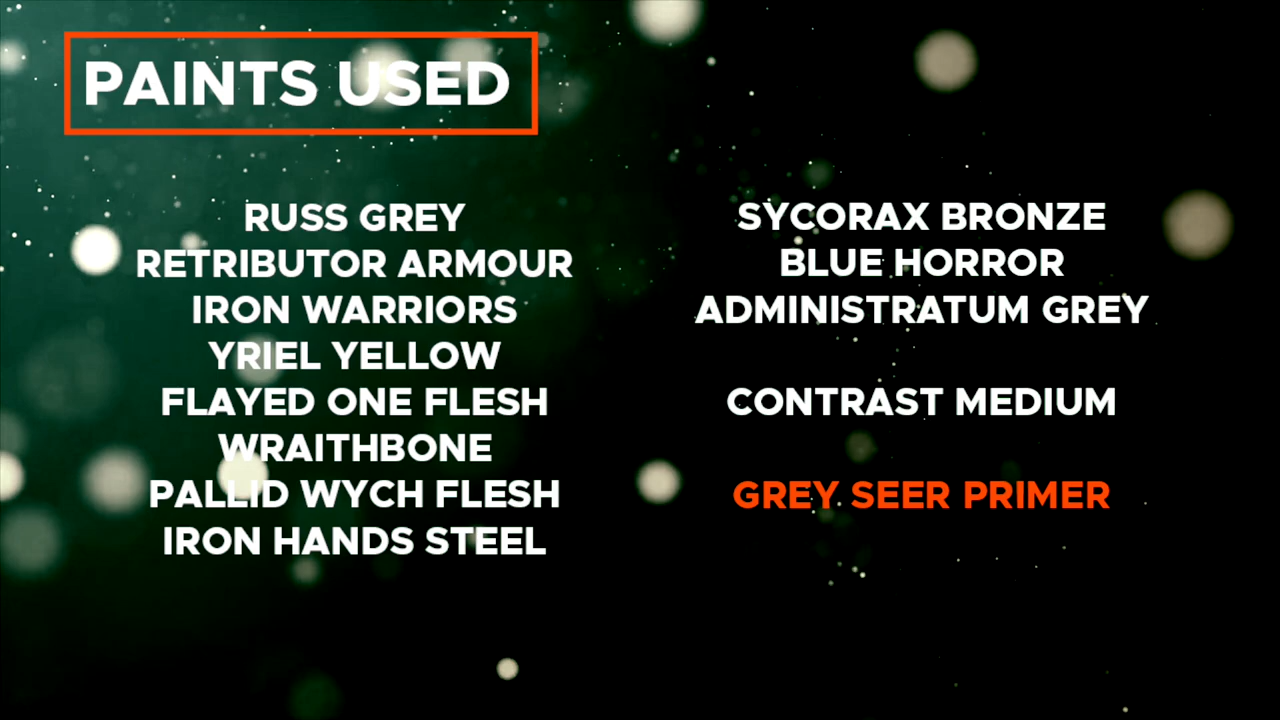 PAINTS USED
RUSS GREY
RETRIBUTOR ARMOUR
IRON WARRIORS
YRIEL YELLOW
FLAYED ONE FLESH
WRAITHBONE
PALLID WYCH FLESH
IRON HANDS STEEL
SYCORAX BRONZE
BLUE HORROR
ADMINISTRATUM GREY
CONTRAST MEDIUM
GREY SEER PRIMER